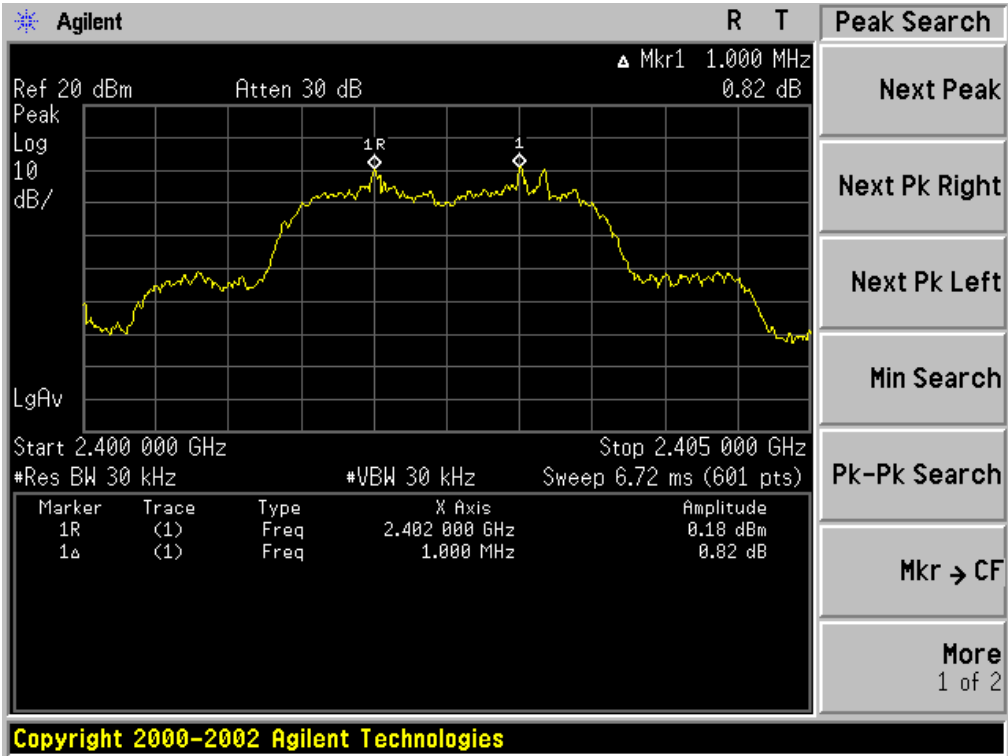 Agilent R T
Δ Mkr1 1.000 MHz
Ref 20 dBm Atten 30 dB 0.82 dB
Peak
Log
10
dB/
1R 1
LgAv
Start 2.400 000 GHz Stop 2.405 000 GHz
#Res BW 30 kHz #VBW 30 kHz Sweep 6.72 ms (601 pts)
Marker Trace Type X Axis Amplitude
1R (1) Freq 2.402 000 GHz 0.18 dBm
1Δ (1) Freq 1.000 MHz 0.82 dB
Copyright 2000-2002 Agilent Technologies
Peak Search
Next Peak
Next Pk Right
Next Pk Left
Min Search
Pk-Pk Search
Mkr → CF
More
1 of 2